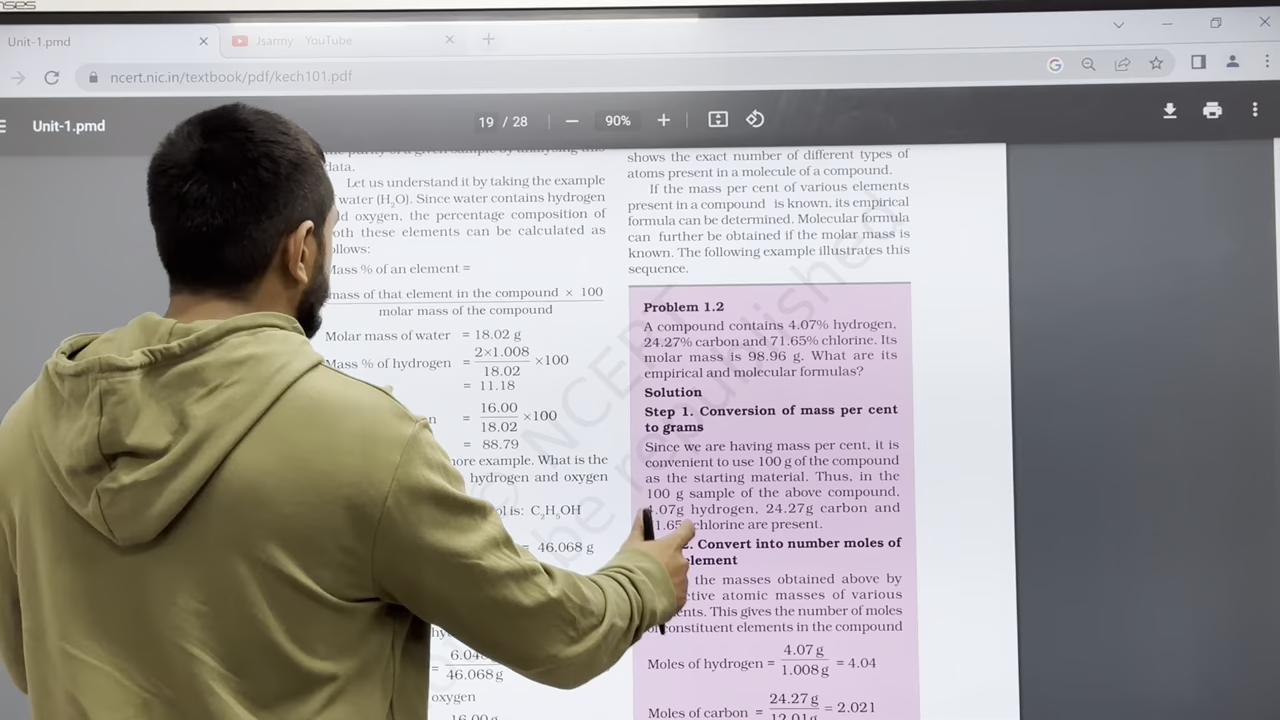 Unit-1.pmd
Jsarmy YouTube
ncert.nic.in/textbook/pdf/kech101.pdf
Unit-1.pmd
19 / 28
90%
data.
Let us understand it by taking the example
water (H₂O). Since water contains hydrogen
oxygen, the percentage composition of
these elements can be calculated as
Mass % of an element =
mass of that element in the compound × 100
molar mass of the compound
Molar mass of water = 18.02 g
Mass % of hydrogen = 2×1.008
18.02
×100
= 11.18
= 16.00
18.02
×100
= 88.79
more example. What is the
hydrogen and oxygen
is: C₂H₅OH
= 46.068 g
=
46.068 g
oxygen
16.00g
shows the exact number of different types of
atoms present in a molecule of a compound.
If the mass per cent of various elements
present in a compound is known, its empirical
formula can be determined. Molecular formula
can further be obtained if the molar mass is
known. The following example illustrates this
sequence.
Problem 1.2
A compound contains 4.07% hydrogen,
24.27% carbon and 71.65% chlorine. Its
molar mass is 98.96 g. What are its
empirical and molecular formulas?
Solution
Step 1. Conversion of mass per cent
to grams
Since we are having mass per cent, it is
convenient to use 100 g of the compound
as the starting material. Thus, in the
100 g sample of the above compound,
4.07g hydrogen, 24.27g carbon and
chlorine are present.
2. Convert into number moles of
element
the masses obtained above by
atomic masses of various
This gives the number of moles
of constituent elements in the compound
Moles of hydrogen = 4.07 g
1.008 g
= 4.04
Moles of carbon = 24.27 g
12.01g
= 2.021